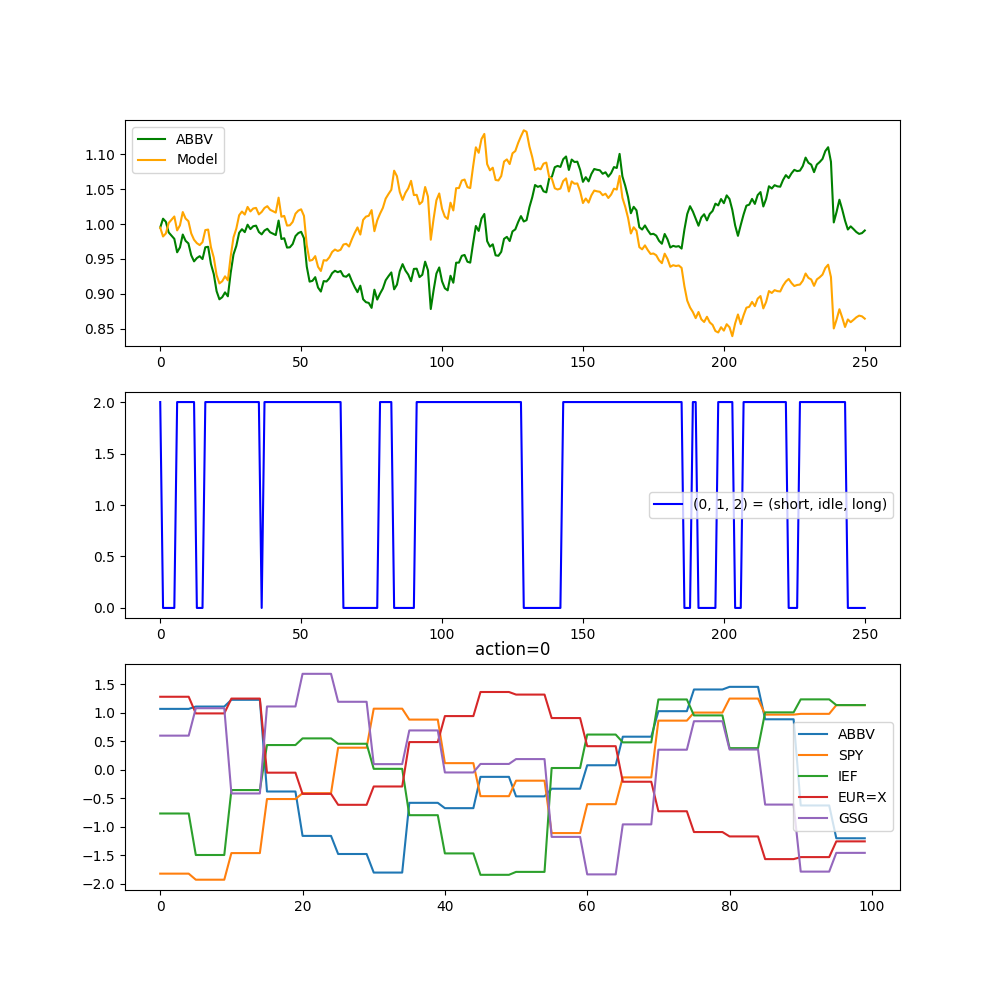 ABBV
Model
1.10
1.05
1.00
0.95
0.90
0.85
0 50 100 150 200 250
2.0
1.5
1.0
0.5
0.0
(0, 1, 2) = (short, idle, long)
0 50 100 150 200 250
action=0
1.5
1.0
0.5
0.0
−0.5
−1.0
−1.5
−2.0
ABBV
SPY
IEF
EUR=X
GSG
0 20 40 60 80 100